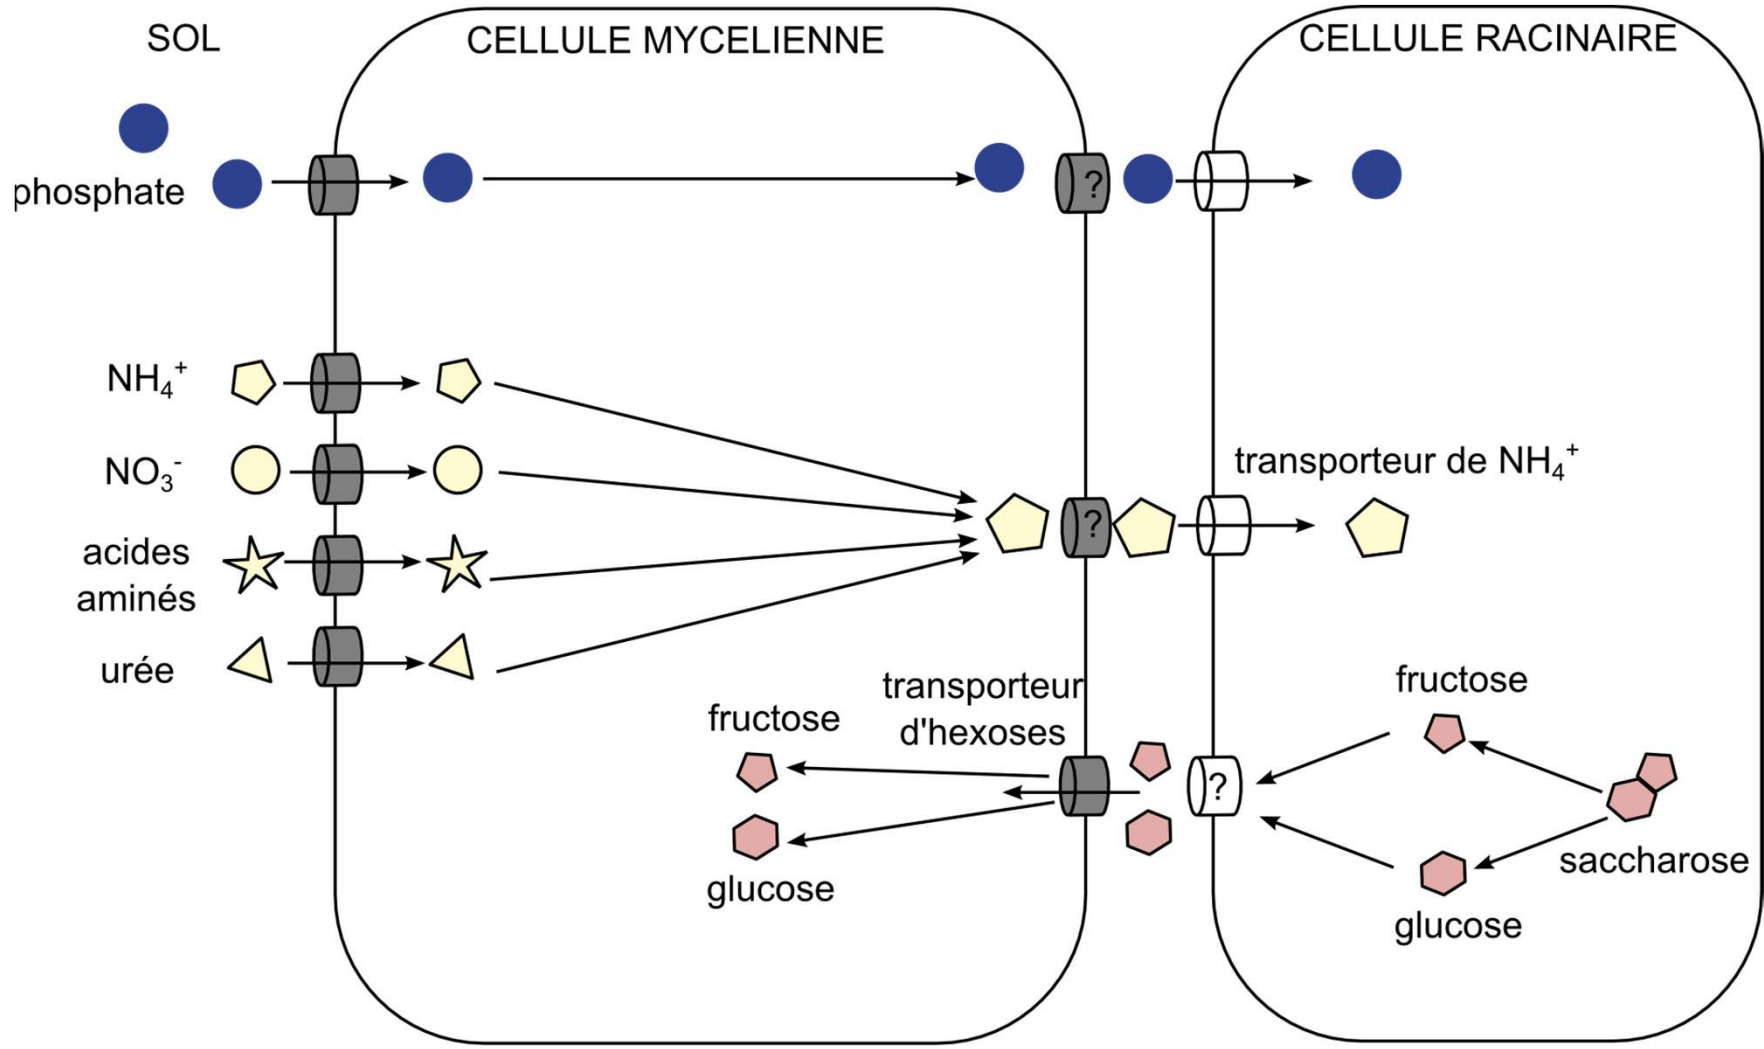 SOL
CELLULE MYCELIENNE
CELLULE RACINAIRE
phosphate
?
NH₄⁺
NO₃⁻
transporteur de NH₄⁺
?
acides
aminés
urée
transporteur
d'hexoses
fructose
glucose
?
fructose
saccharose
glucose